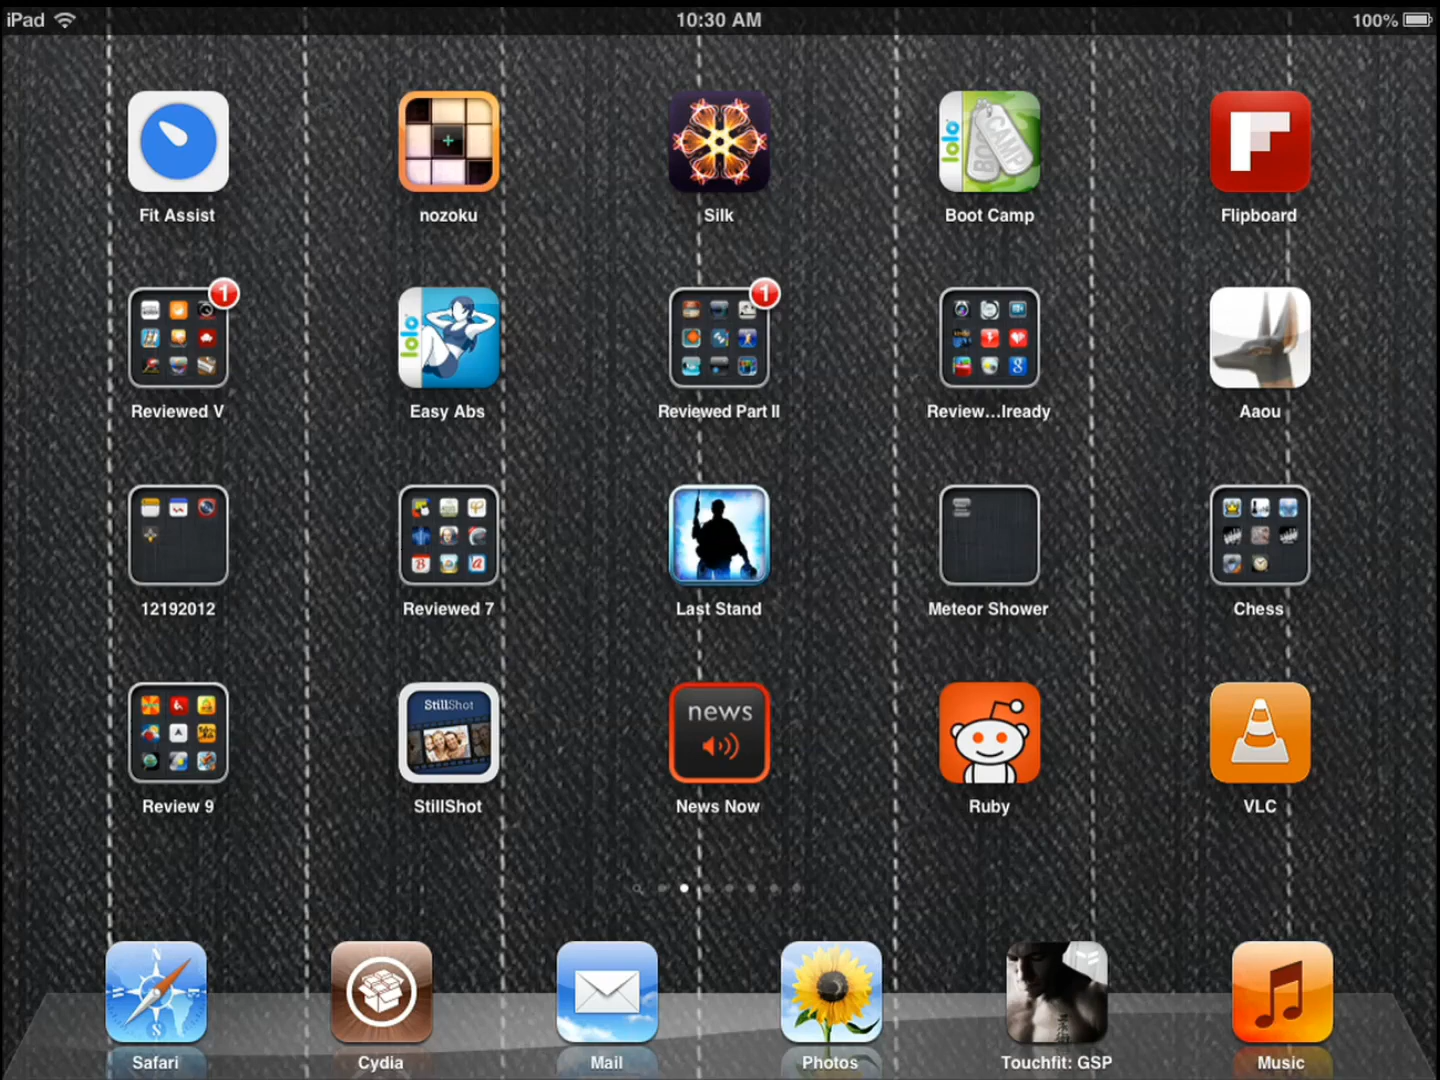 iPad 10:30 AM 100%
lolo BOOT CAMP
Fit Assist nozoku Silk Boot Camp Flipboard
1 1
lolo
Reviewed V Easy Abs Reviewed Part II Review...lready Aaou
12192012 Reviewed 7 Last Stand Meteor Shower Chess
StillShot news
Review 9 StillShot News Now Ruby VLC
N
S
Safari Cydia Mail Photos Touchfit: GSP Music